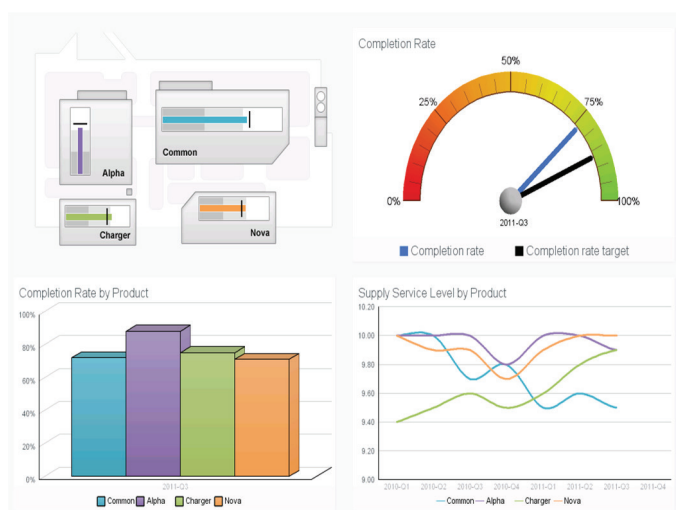 Alpha
Common
Charger
Nova
Completion Rate
0%
25%
50%
75%
100%
2011-Q3
Completion rate
Completion rate target
Completion Rate by Product
100%
80%
60%
40%
20%
0%
2011-Q3
Common Alpha Charger Nova
Supply Service Level by Product
10.20
10.00
9.80
9.60
9.40
9.20
9.00
2010-Q1 2010-Q2 2010-Q3 2010-Q4 2011-Q1 2011-Q2 2011-Q3 2011-Q4
Common Alpha Charger Nova